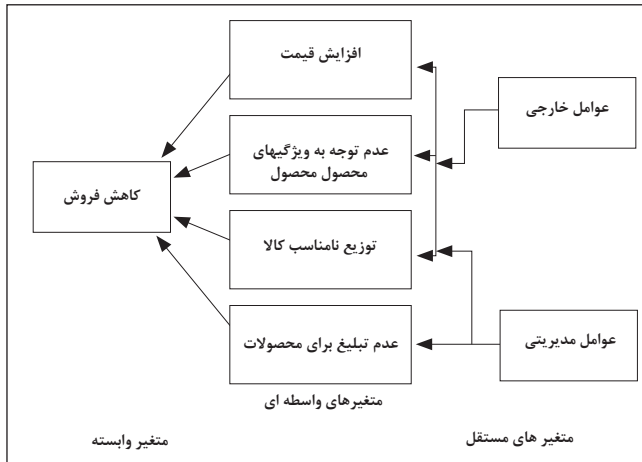 افزایش قیمت
عوامل خارجی
عدم توجه به ویژگیهای
محصول محصول
کاهش فروش
توزیع نامناسب کالا
عدم تبلیغ برای محصولات
عوامل مدیریتی
متغیرهای واسطه ای
متغیر های مستقل
متغیر وابسته